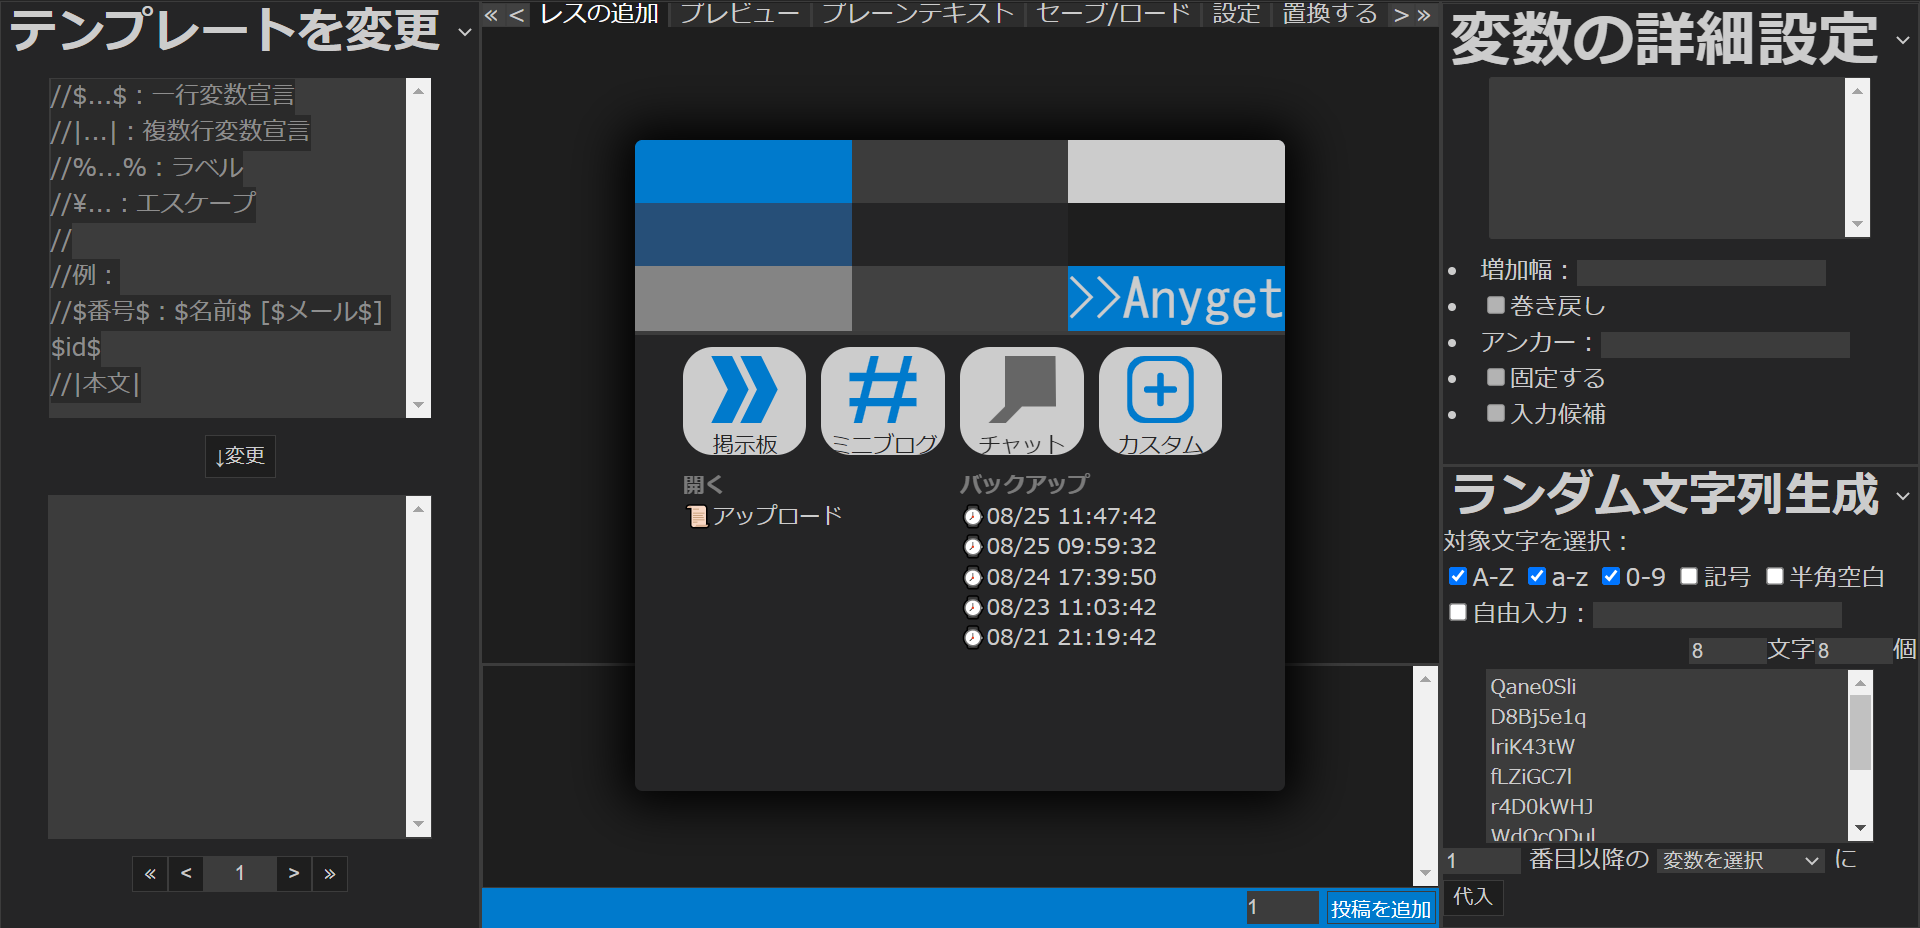 テンプレートを変更
//$...$：一行変数宣言
//|...|：複数行変数宣言
//%...%：ラベル
//¥...：エスケープ
//
//例：
//$番号$：$名前$ [$メール$]
$id$
//|本文|
↓変更
« < 1 > »
« < レスの追加 プレビュー プレーンテキスト セーブ/ロード 設定 置換する > »
>>Anyget
掲示板 ミニブログ チャット カスタム
開く
アップロード
バックアップ
08/25 11:47:42
08/25 09:59:32
08/24 17:39:50
08/23 11:03:42
08/21 21:19:42
1 投稿を追加
変数の詳細設定
増加幅：
巻き戻し
アンカー：
固定する
入力候補
ランダム文字列生成
対象文字を選択：
A-Z a-z 0-9 記号 半角空白
自由入力：
8 文字 8 個
Qane0Sli
D8Bj5e1q
lriK43tW
fLZiGC7l
r4D0kWHJ
1 番目以降の 変数を選択 に
代入